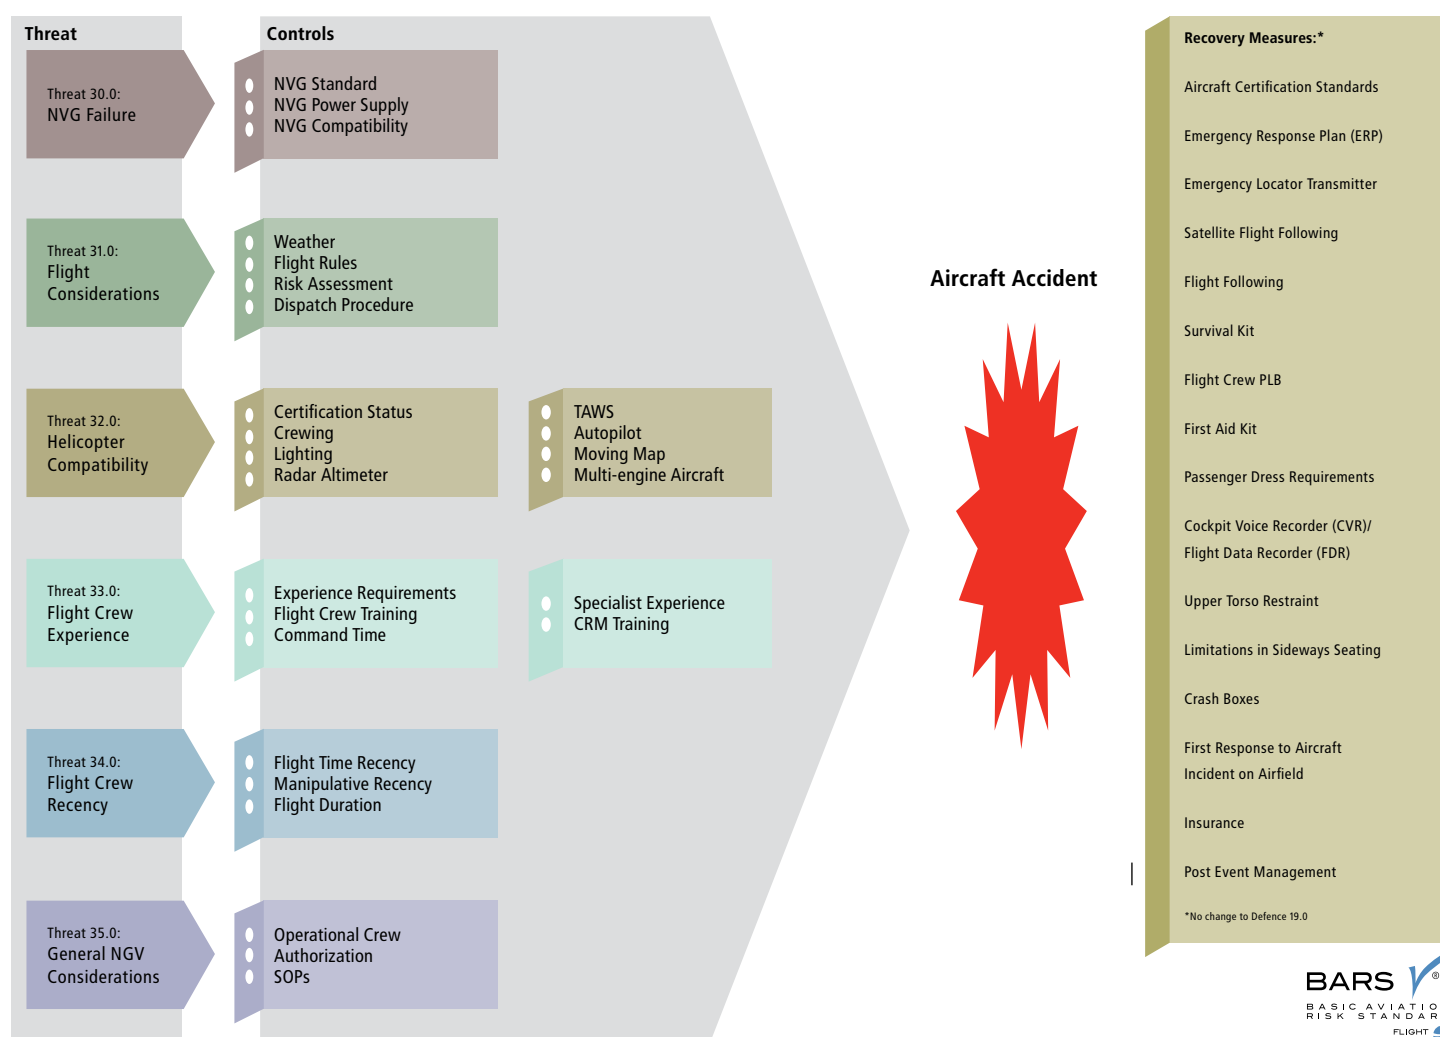 Threat
Controls
Threat 30.0:
NVG Failure
NVG Standard
NVG Power Supply
NVG Compatibility
Threat 31.0:
Flight
Considerations
Weather
Flight Rules
Risk Assessment
Dispatch Procedure
Threat 32.0:
Helicopter
Compatibility
Certification Status
Crewing
Lighting
Radar Altimeter
TAWS
Autopilot
Moving Map
Multi-engine Aircraft
Threat 33.0:
Flight Crew
Experience
Experience Requirements
Flight Crew Training
Command Time
Specialist Experience
CRM Training
Threat 34.0:
Flight Crew
Recency
Flight Time Recency
Manipulative Recency
Flight Duration
Threat 35.0:
General NGV
Considerations
Operational Crew
Authorization
SOPs
Aircraft Accident
Recovery Measures:*
Aircraft Certification Standards
Emergency Response Plan (ERP)
Emergency Locator Transmitter
Satellite Flight Following
Flight Following
Survival Kit
Flight Crew PLB
First Aid Kit
Passenger Dress Requirements
Cockpit Voice Recorder (CVR)/
Flight Data Recorder (FDR)
Upper Torso Restraint
Limitations in Sideways Seating
Crash Boxes
First Response to Aircraft
Incident on Airfield
Insurance
Post Event Management
*No change to Defence 19.0
BARS ®
BASIC AVIATIO
RISK STANDAR
FLIGHT